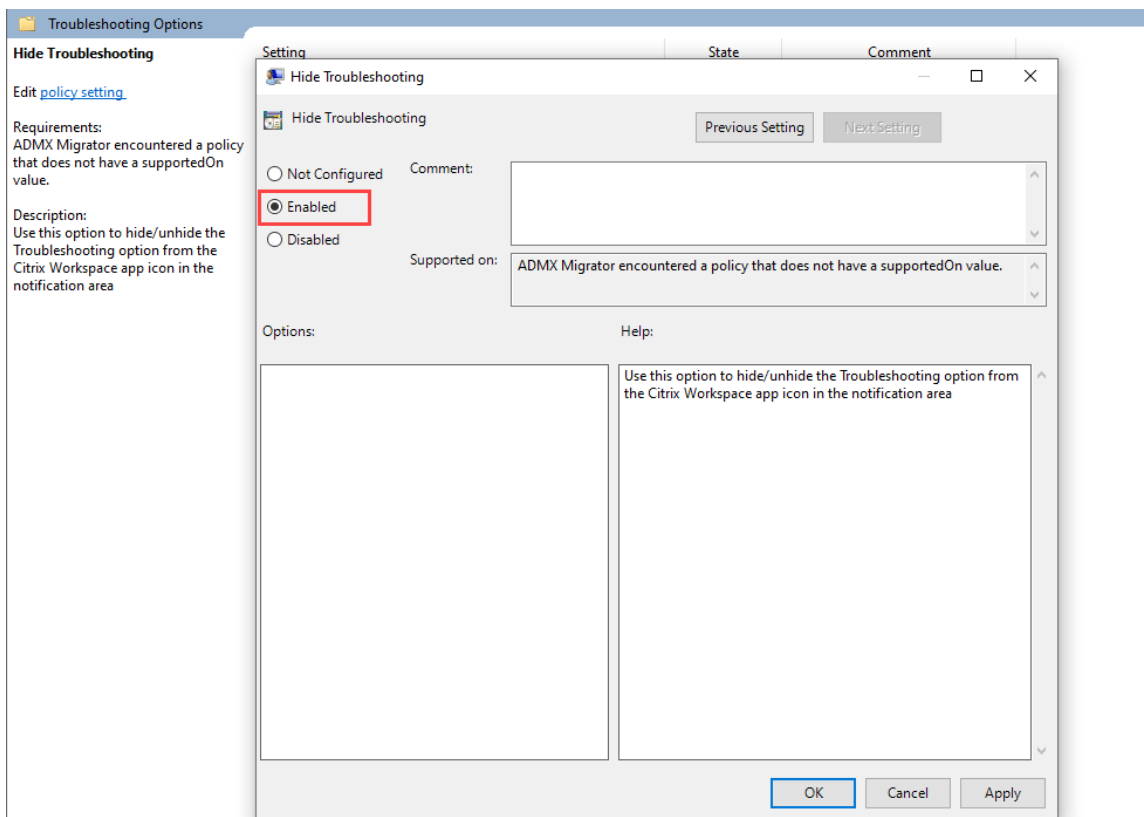 Troubleshooting Options
Hide Troubleshooting
Edit policy setting
Requirements:
ADMX Migrator encountered a policy
that does not have a supportedOn
value.
Description:
Use this option to hide/unhide the
Troubleshooting option from the
Citrix Workspace app icon in the
notification area
Setting State Comment
Hide Troubleshooting
Hide Troubleshooting
Previous Setting Next Setting
Not Configured Comment:
Enabled
Disabled
Supported on: ADMX Migrator encountered a policy that does not have a supportedOn value.
Options: Help:
Use this option to hide/unhide the Troubleshooting option from
the Citrix Workspace app icon in the notification area
OK Cancel Apply